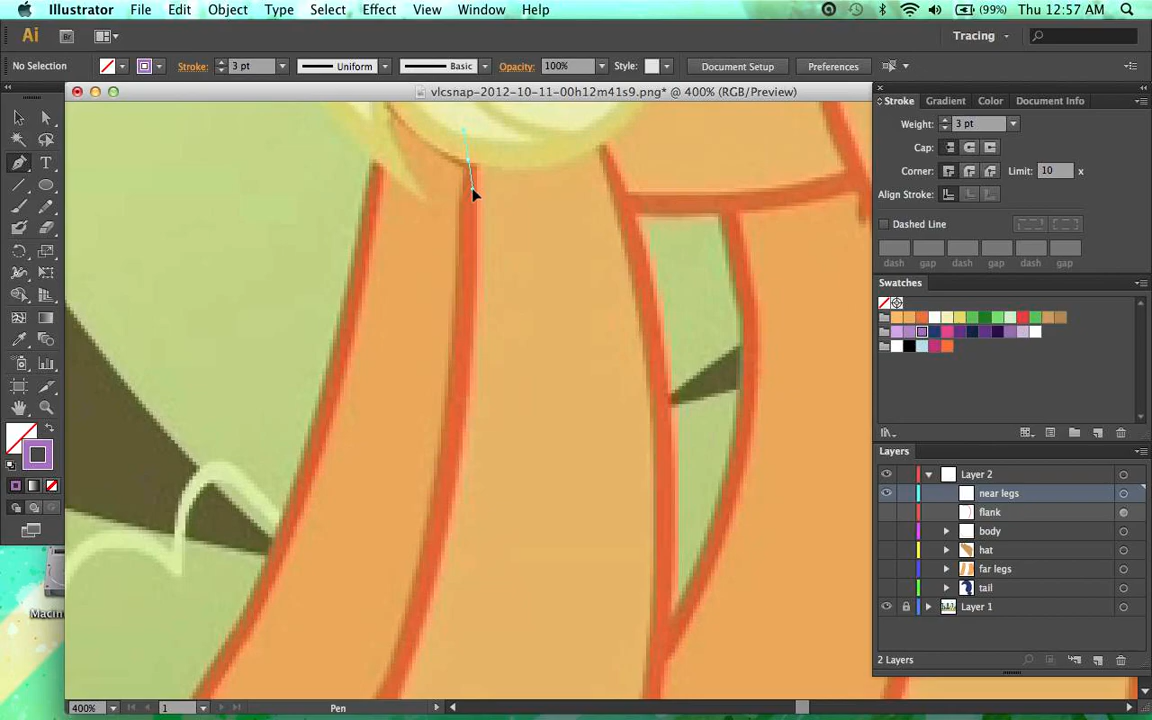 Illustrator File Edit Object Type Select Effect View Window Help (99%) Thu 12:57 AM
Ai Br Tracing
No Selection Stroke: 3 pt Uniform Basic Opacity: 100% Style: Document Setup Preferences
vlcsnap-2012-10-11-00h12m41s9.png* @ 400% (RGB/Preview)
Stroke Gradient Color Document Info
Weight: 3 pt
Cap:
Corner: Limit: 10 x
Align Stroke:
Dashed Line
dash gap dash gap dash gap
Swatches
Layers
Layer 2
near legs
flank
body
hat
far legs
tail
Layer 1
2 Layers
Macin
400% 1 Pen